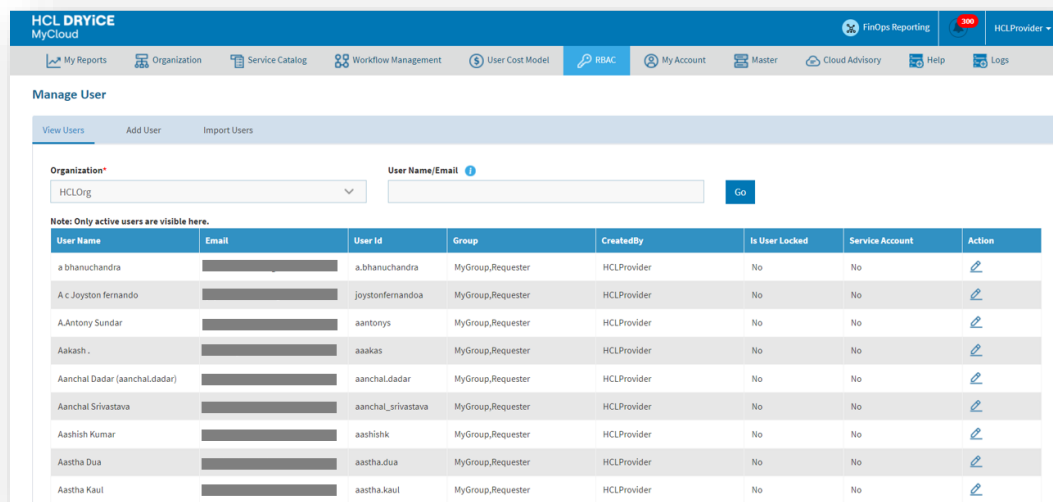 HCL DRYiCE
MyCloud
FinOps Reporting 300 HCLProvider
My Reports Organization Service Catalog Workflow Management User Cost Model RBAC My Account Master Cloud Advisory Help Logs
Manage User
View Users Add User Import Users
Organization* User Name/Email
HCLOrg Go
Note: Only active users are visible here.
User Name Email User Id Group CreatedBy Is User Locked Service Account Action
a bhanuchandra a.bhanuchandra MyGroup,Requester HCLProvider No No
A c Joyston fernando joystonfernandoa MyGroup,Requester HCLProvider No No
A.Antony Sundar aantonys MyGroup,Requester HCLProvider No No
Aakash . aaakas MyGroup,Requester HCLProvider No No
Aanchal Dadar (aanchal.dadar) aanchal.dadar MyGroup,Requester HCLProvider No No
Aanchal Srivastava aanchal_srivastava MyGroup,Requester HCLProvider No No
Aashish Kumar aashishk MyGroup,Requester HCLProvider No No
Aastha Dua aastha.dua MyGroup,Requester HCLProvider No No
Aastha Kaul aastha.kaul MyGroup,Requester HCLProvider No No